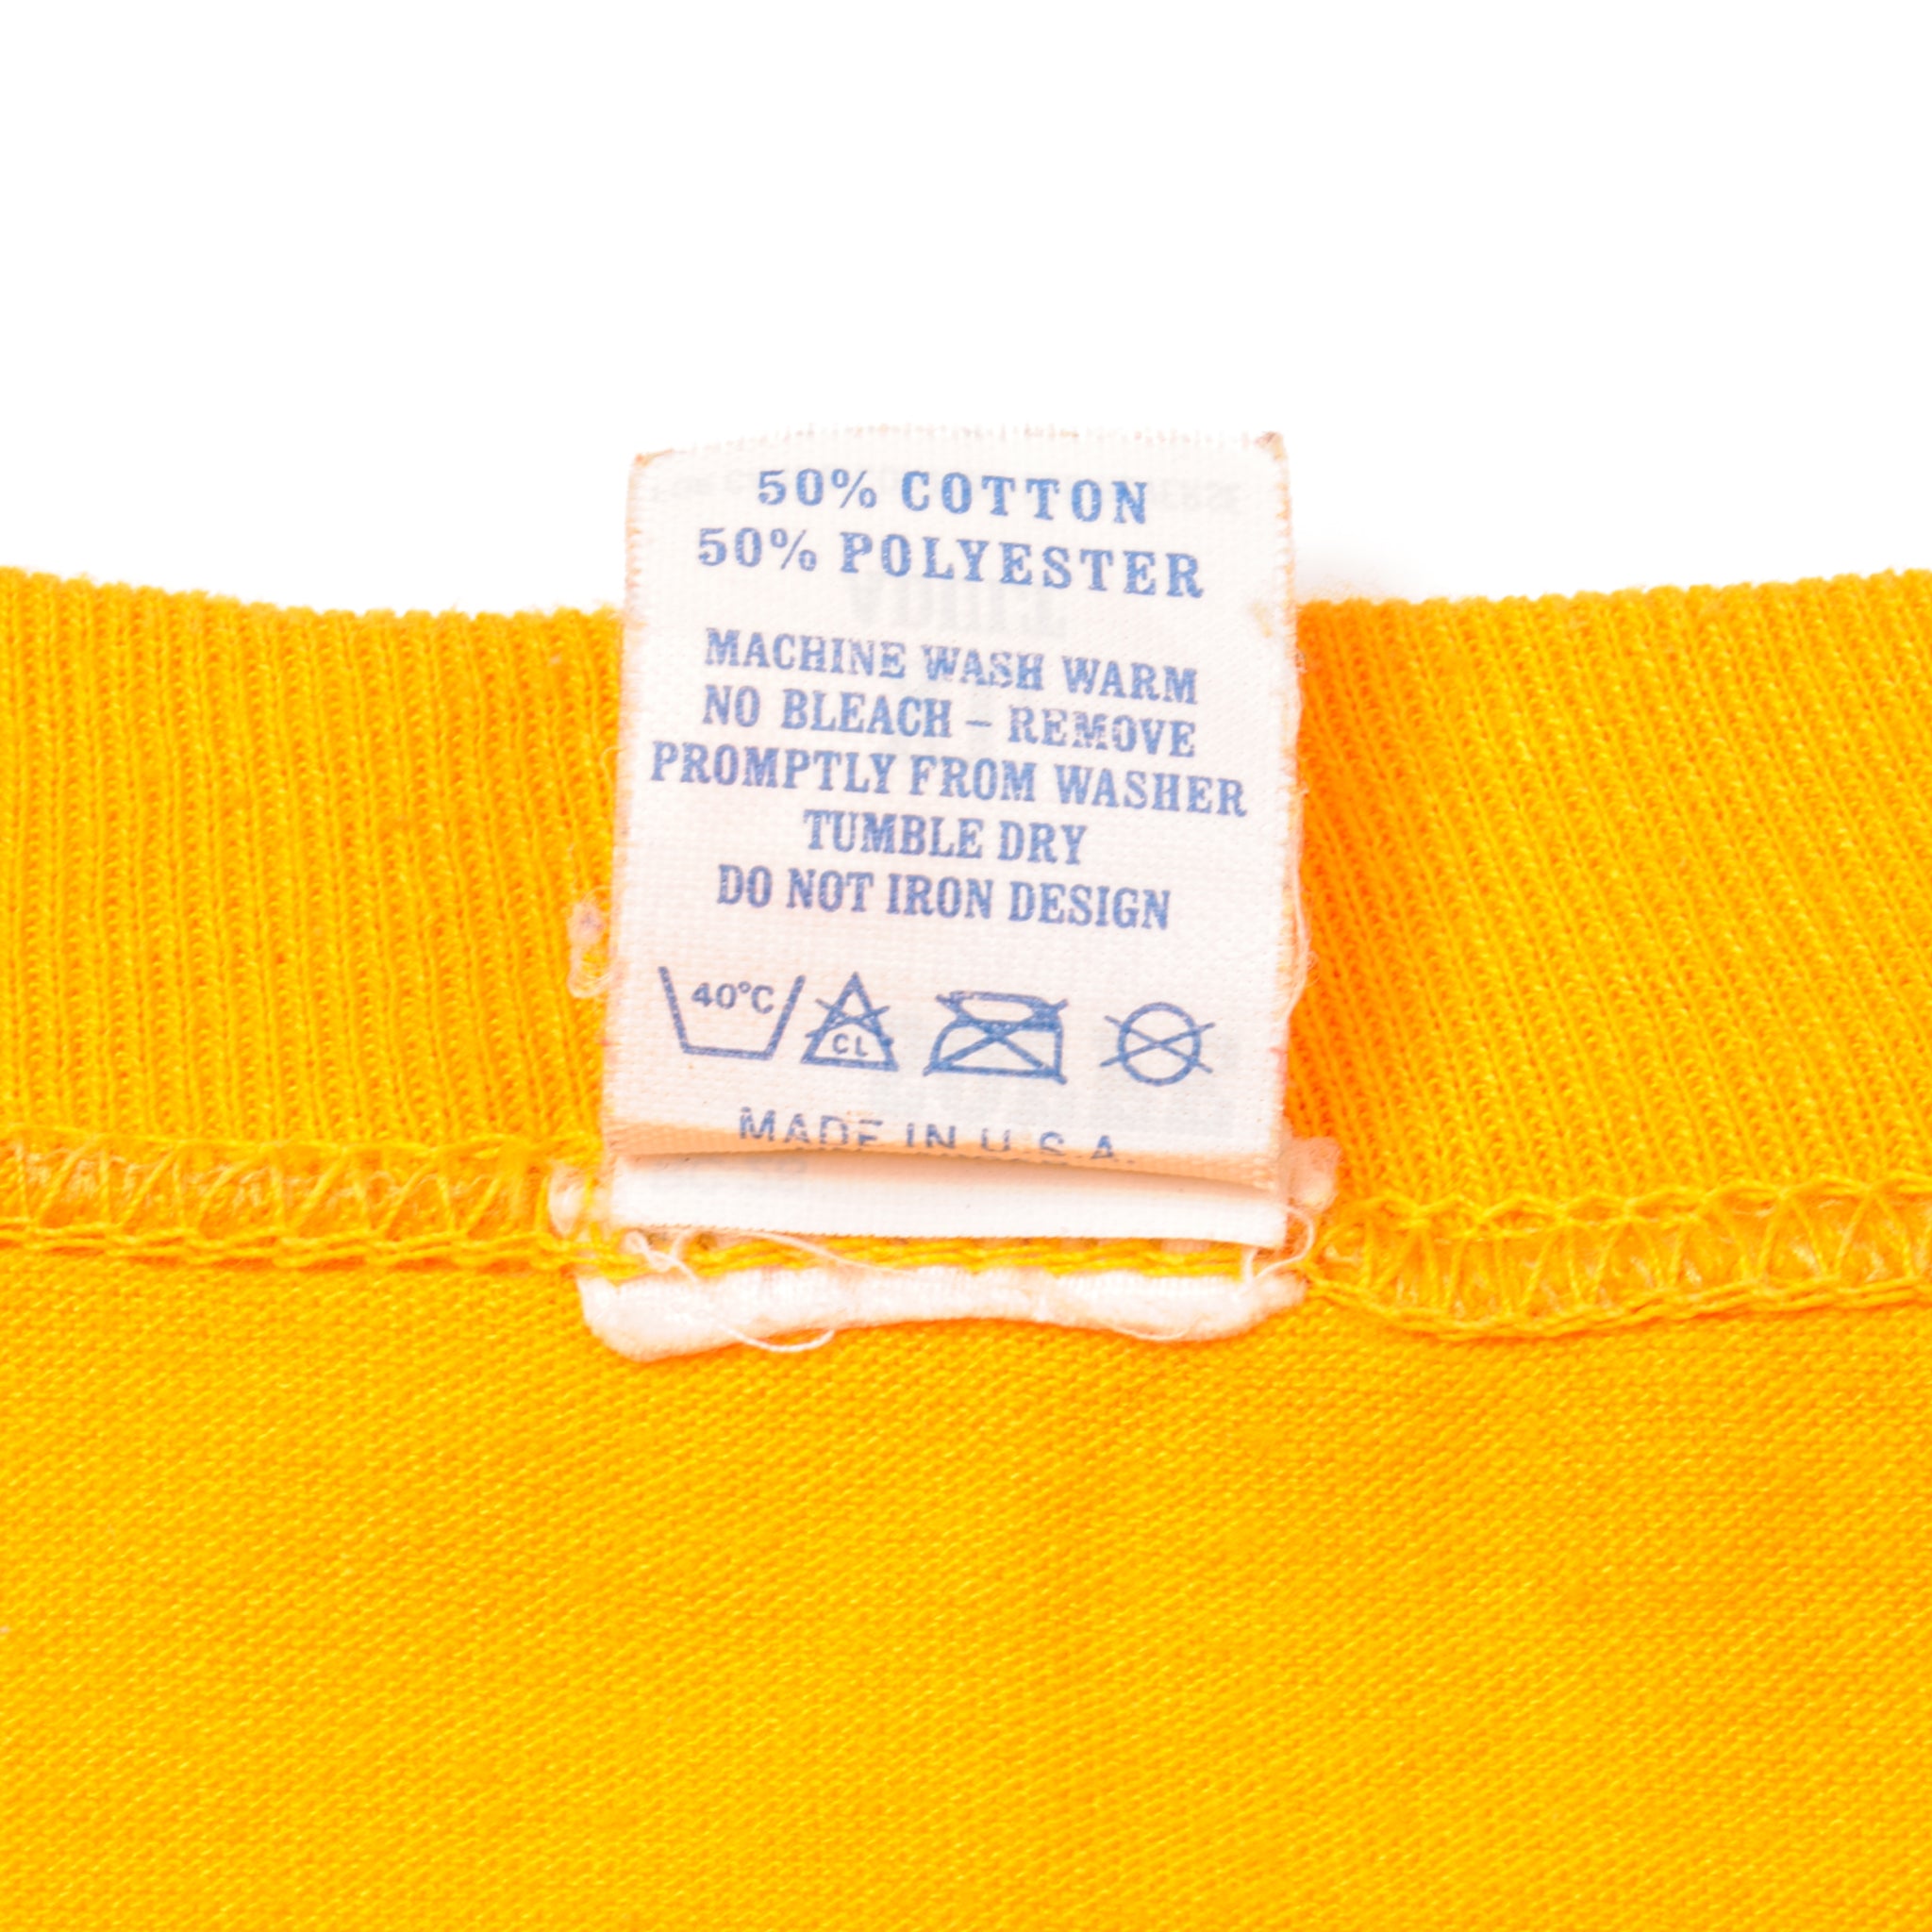 50% COTTON
50% POLYESTER
MACHINE WASH WARM
NO BLEACH – REMOVE
PROMPTLY FROM WASHER
TUMBLE DRY
DO NOT IRON DESIGN
40°C CL
MADE IN U.S.A.